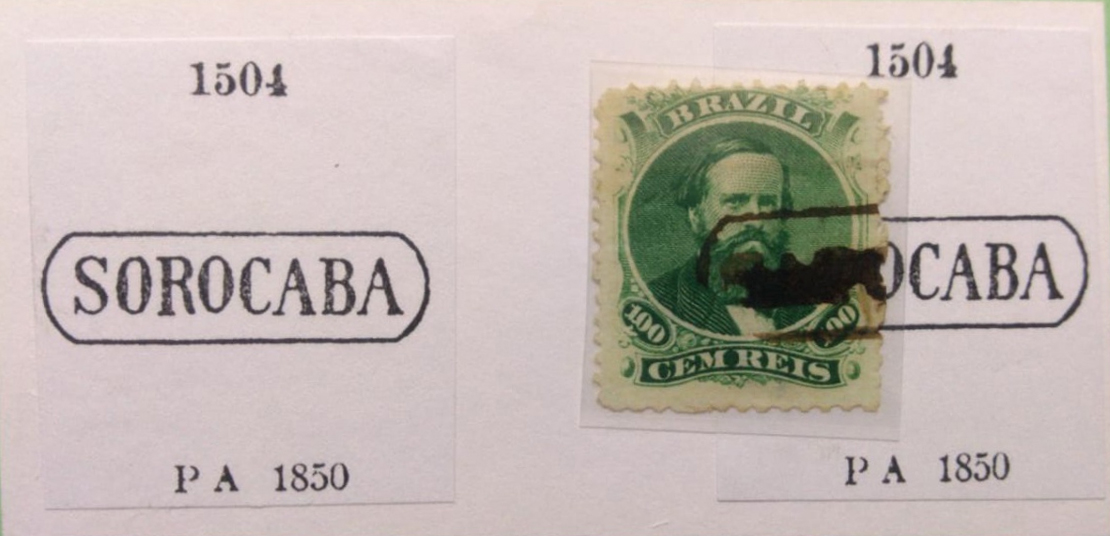 1504
SOROCABA
P A 1850
1504
BRAZIL
OCABA
100 100
CEM REIS
P A 1850